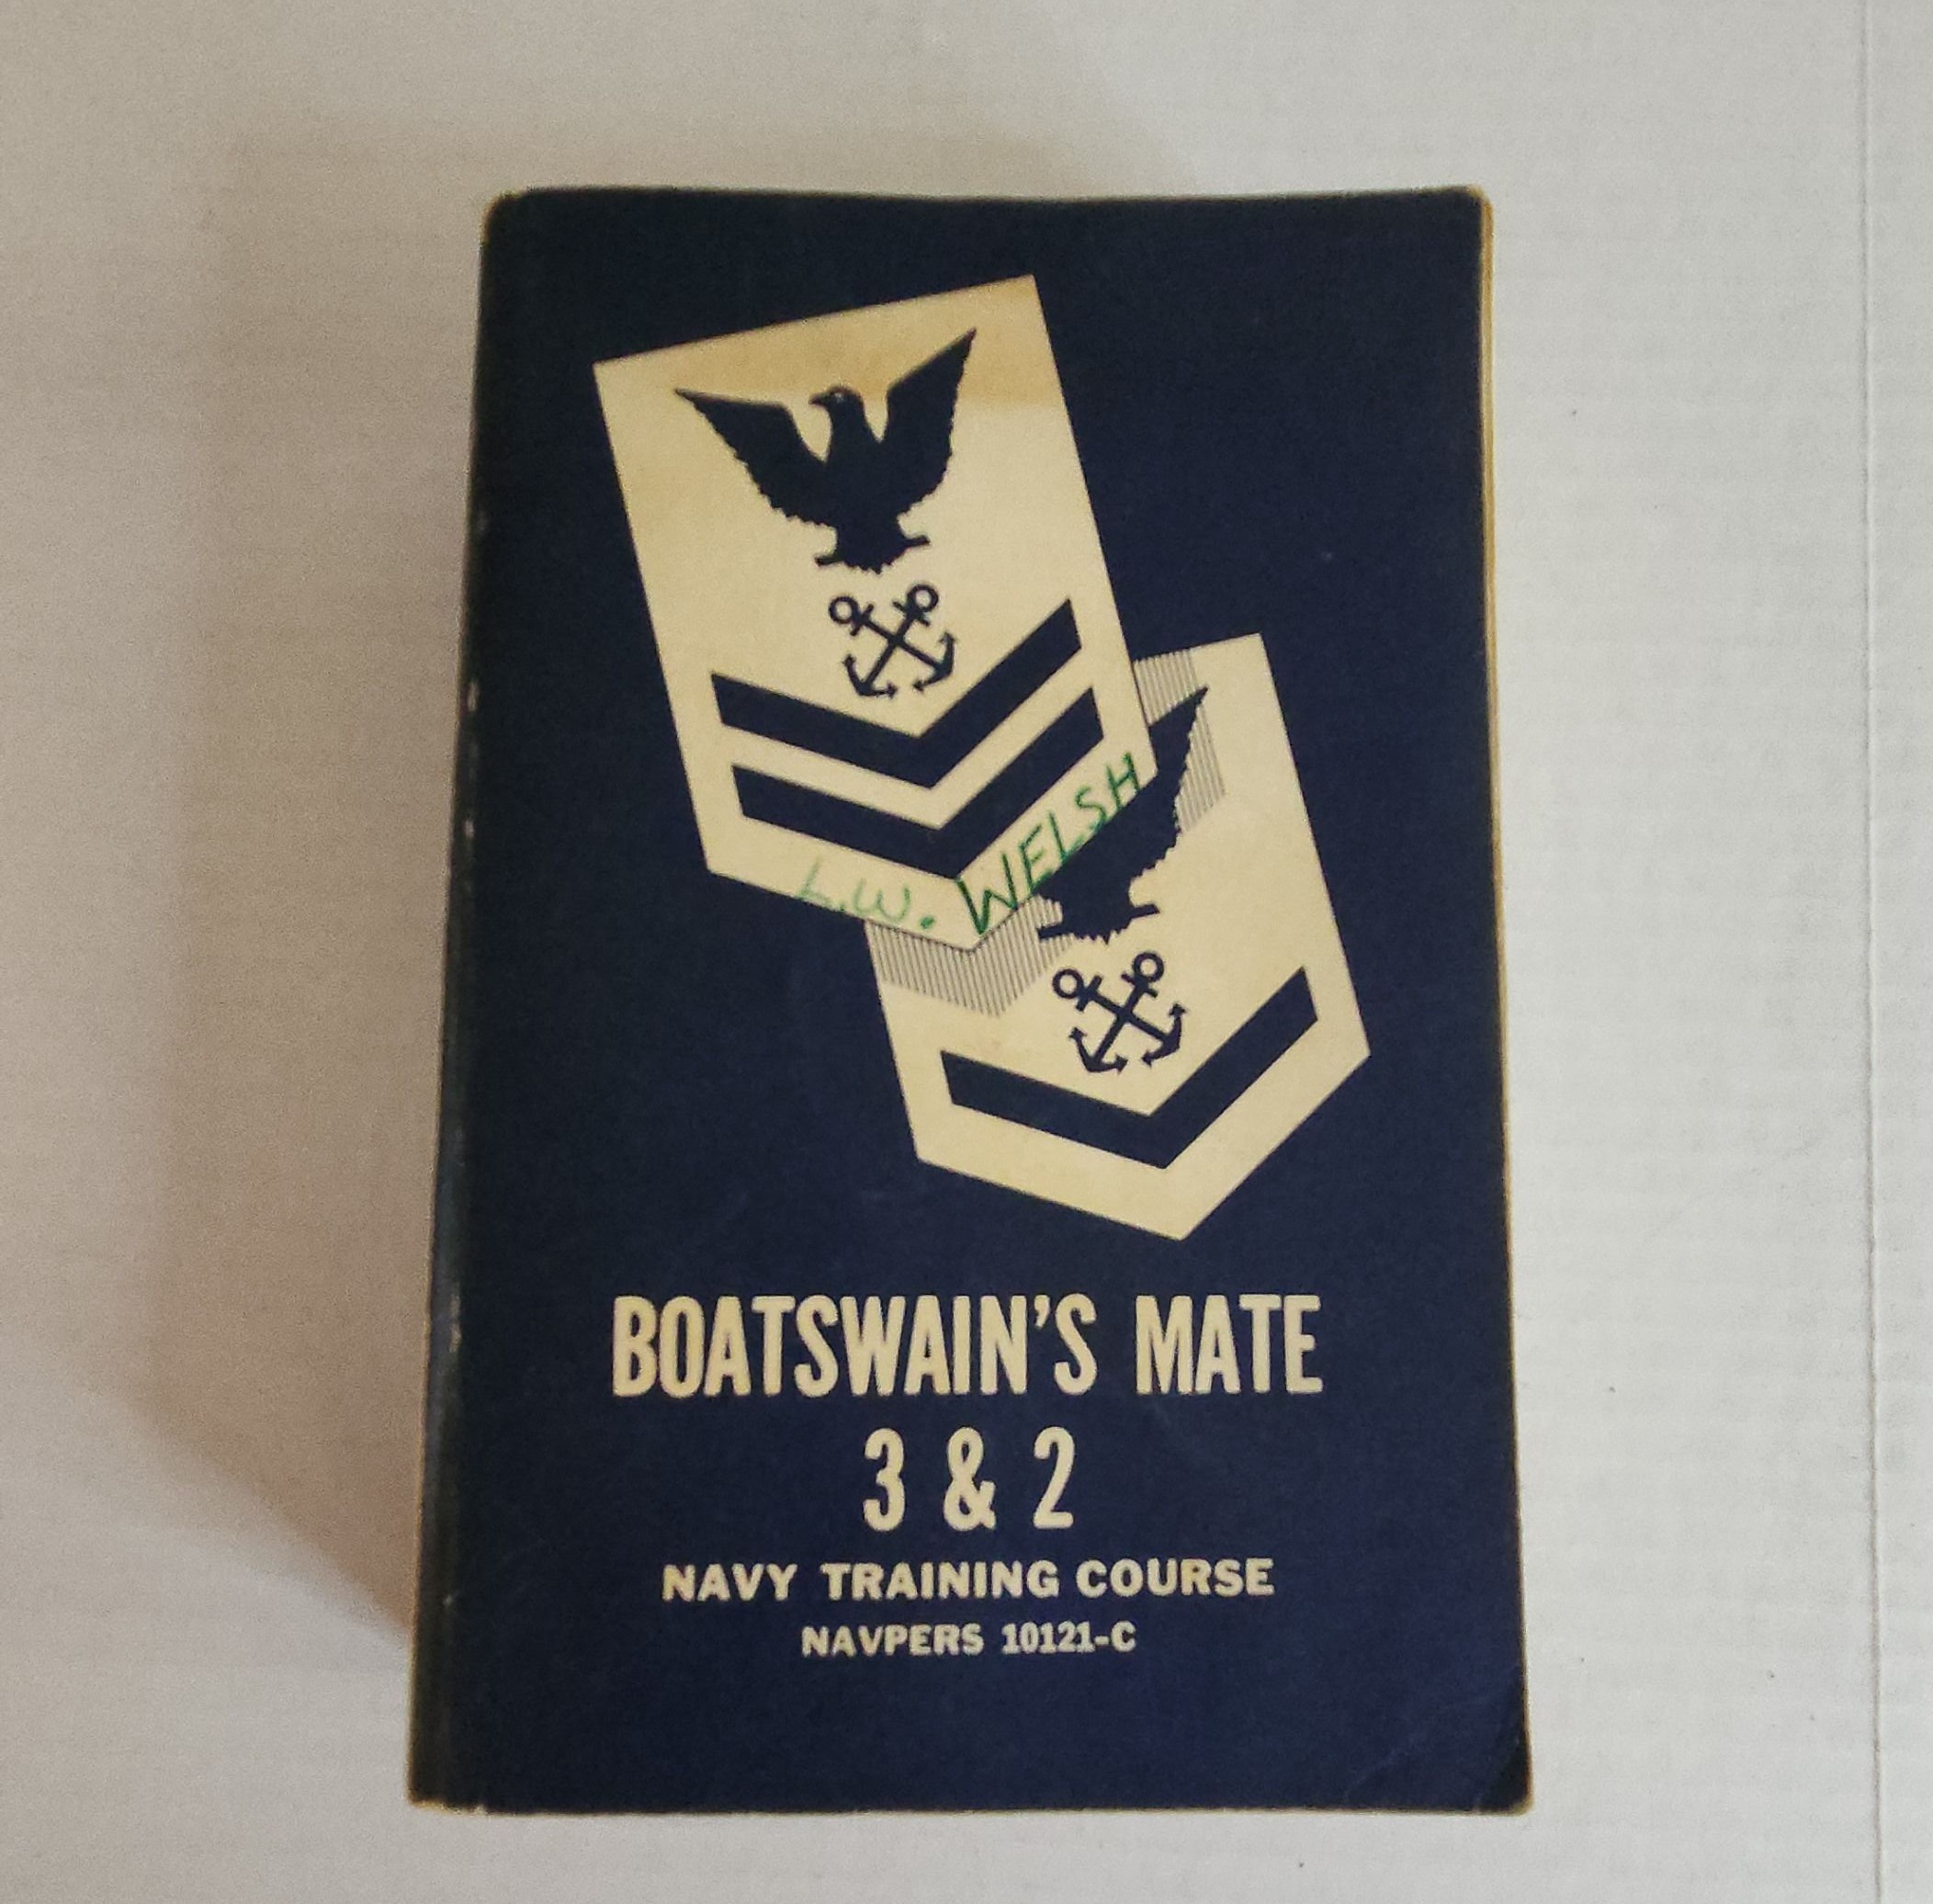 L.W. WELSH
BOATSWAIN'S MATE
3 & 2
NAVY TRAINING COURSE
NAVPERS 10121-C